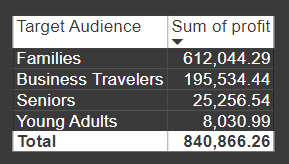 Target Audience Sum of profit
Families 612,044.29
Business Travelers 195,534.44
Seniors 25,256.54
Young Adults 8,030.99
Total 840,866.26